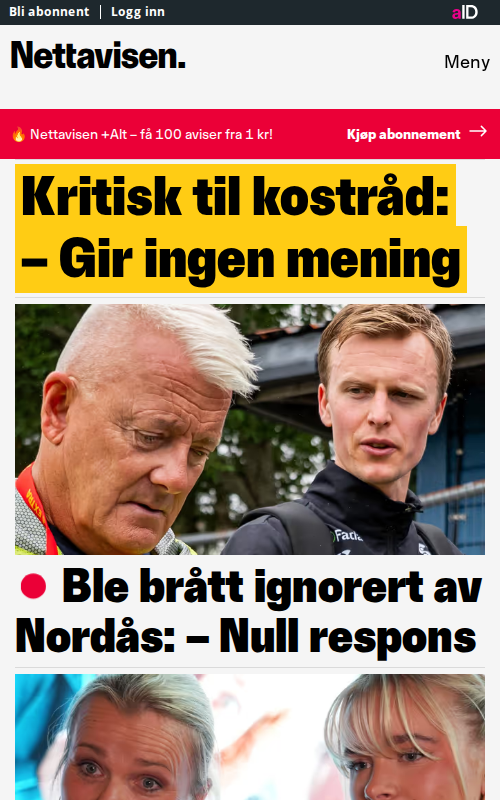 Bli abonnent
Logg inn
aID
Nettavisen.
Meny
🔥 Nettavisen +Alt – få 100 aviser fra 1 kr!
Kjøp abonnement →
Kritisk til kostråd:
– Gir ingen mening
Ble brått ignorert av
Nordås: – Null respons